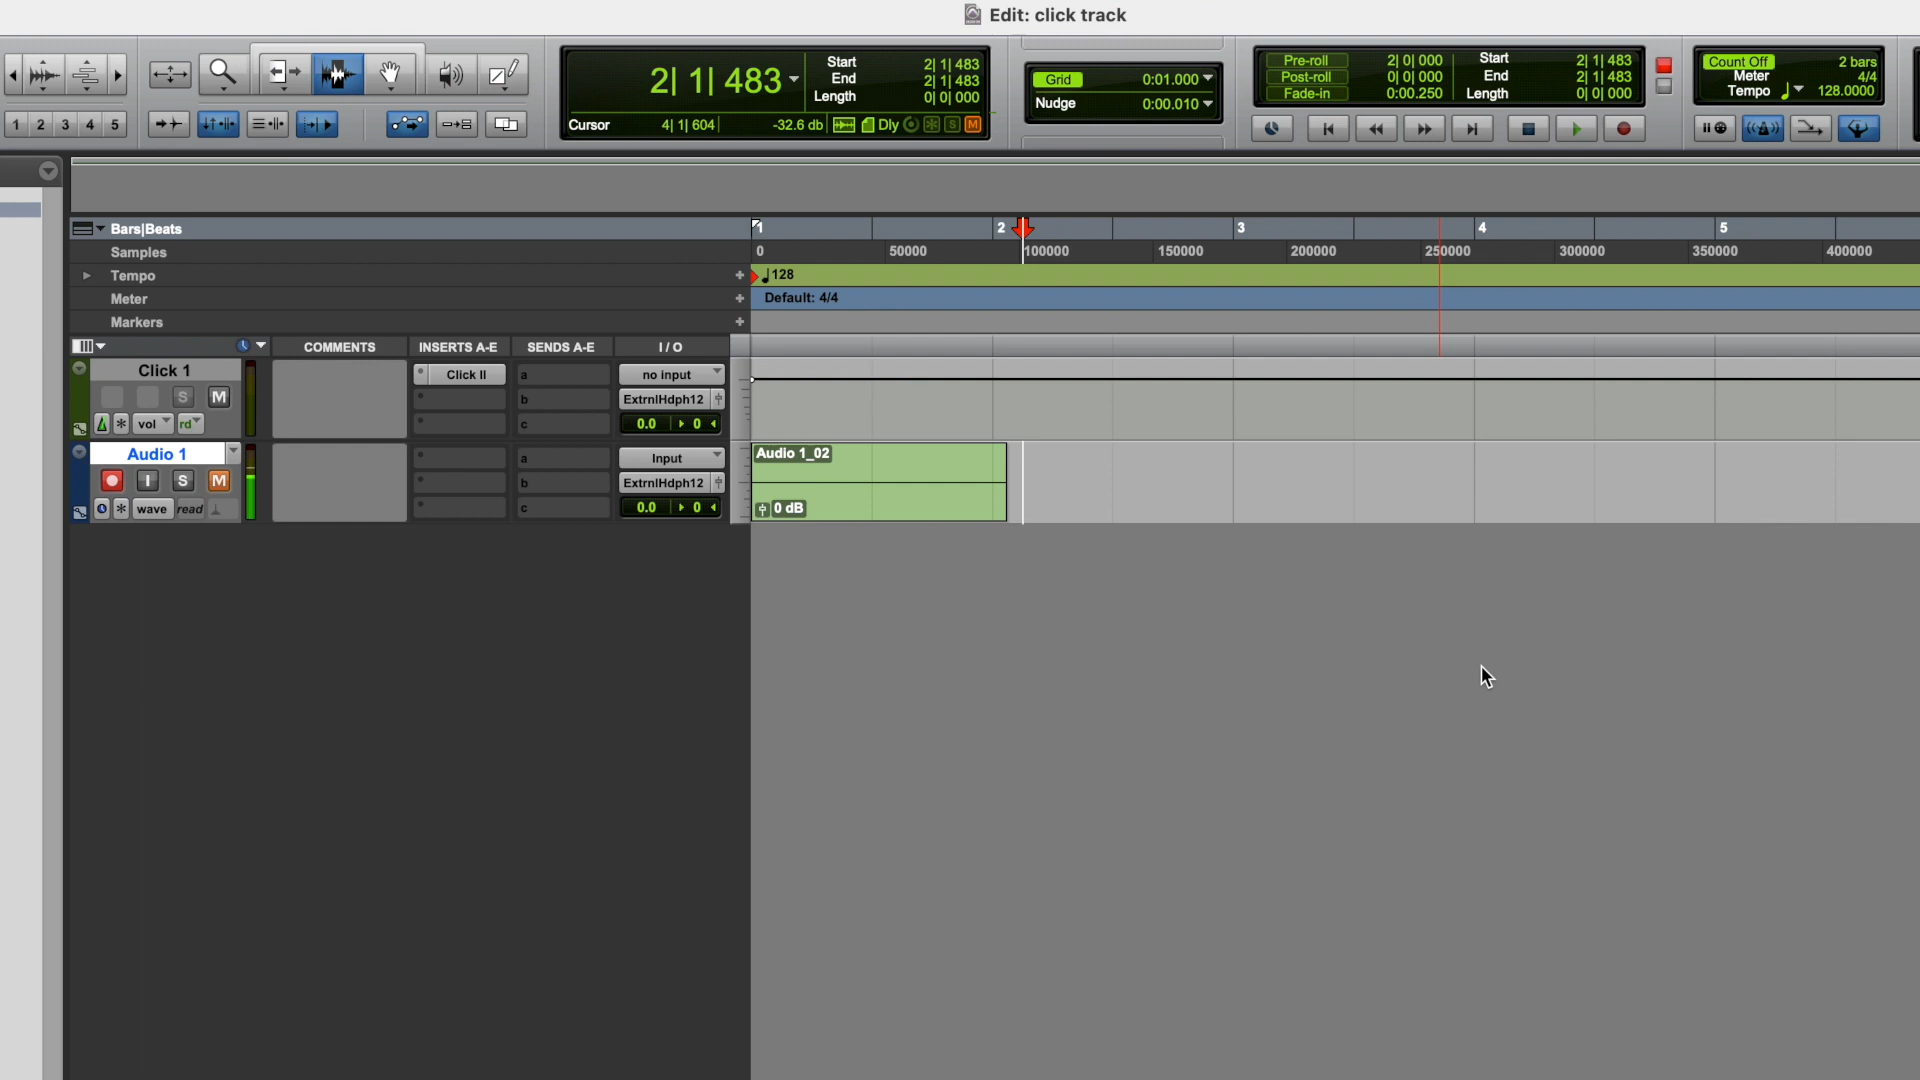 Edit: click track
2| 1| 483
Start 2| 1| 483
End 2| 1| 483
Length 0| 0| 000
Cursor 4| 1| 604 -32.6 db Dly S M
Grid 0:01.000
Nudge 0:00.010
Pre-roll 2| 0| 000 Start 2| 1| 483
Post-roll 0| 0| 000 End 2| 1| 483
Fade-in 0:00.250 Length 0| 0| 000
Count Off 2 bars
Meter 4/4
Tempo 128.0000
1 2 3 4 5
Bars|Beats 1 2 3 4 5
Samples 0 50000 100000 150000 200000 250000 300000 350000 400000
Tempo + 128
Meter + Default: 4/4
Markers +
COMMENTS INSERTS A-E SENDS A-E I / O
Click 1 Click II a no input
S M b ExtrnlHdph12
vol rd c 0.0 0
Audio 1 a Input Audio 1_02
I S M b ExtrnlHdph12
wave read c 0.0 0 0 dB